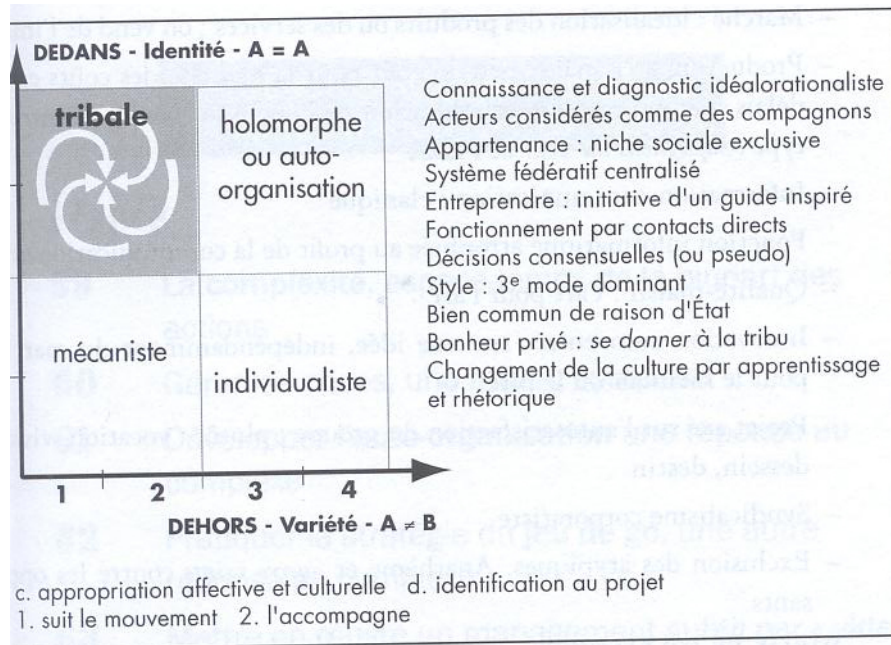 DEDANS - Identité - A = A
tribale
holomorphe
ou auto-
organisation
mécaniste
individualiste
1 2 3 4
DEHORS - Variété - A ≠ B
Connaissance et diagnostic idéalorationaliste
Acteurs considérés comme des compagnons
Appartenance : niche sociale exclusive
Système fédératif centralisé
Entreprendre : initiative d'un guide inspiré
Fonctionnement par contacts directs
Décisions consensuelles (ou pseudo)
Style : 3e mode dominant
Bien commun de raison d'État
Bonheur privé : se donner à la tribu
Changement de la culture par apprentissage
et rhétorique
c. appropriation affective et culturelle d. identification au projet
1. suit le mouvement 2. l'accompagne